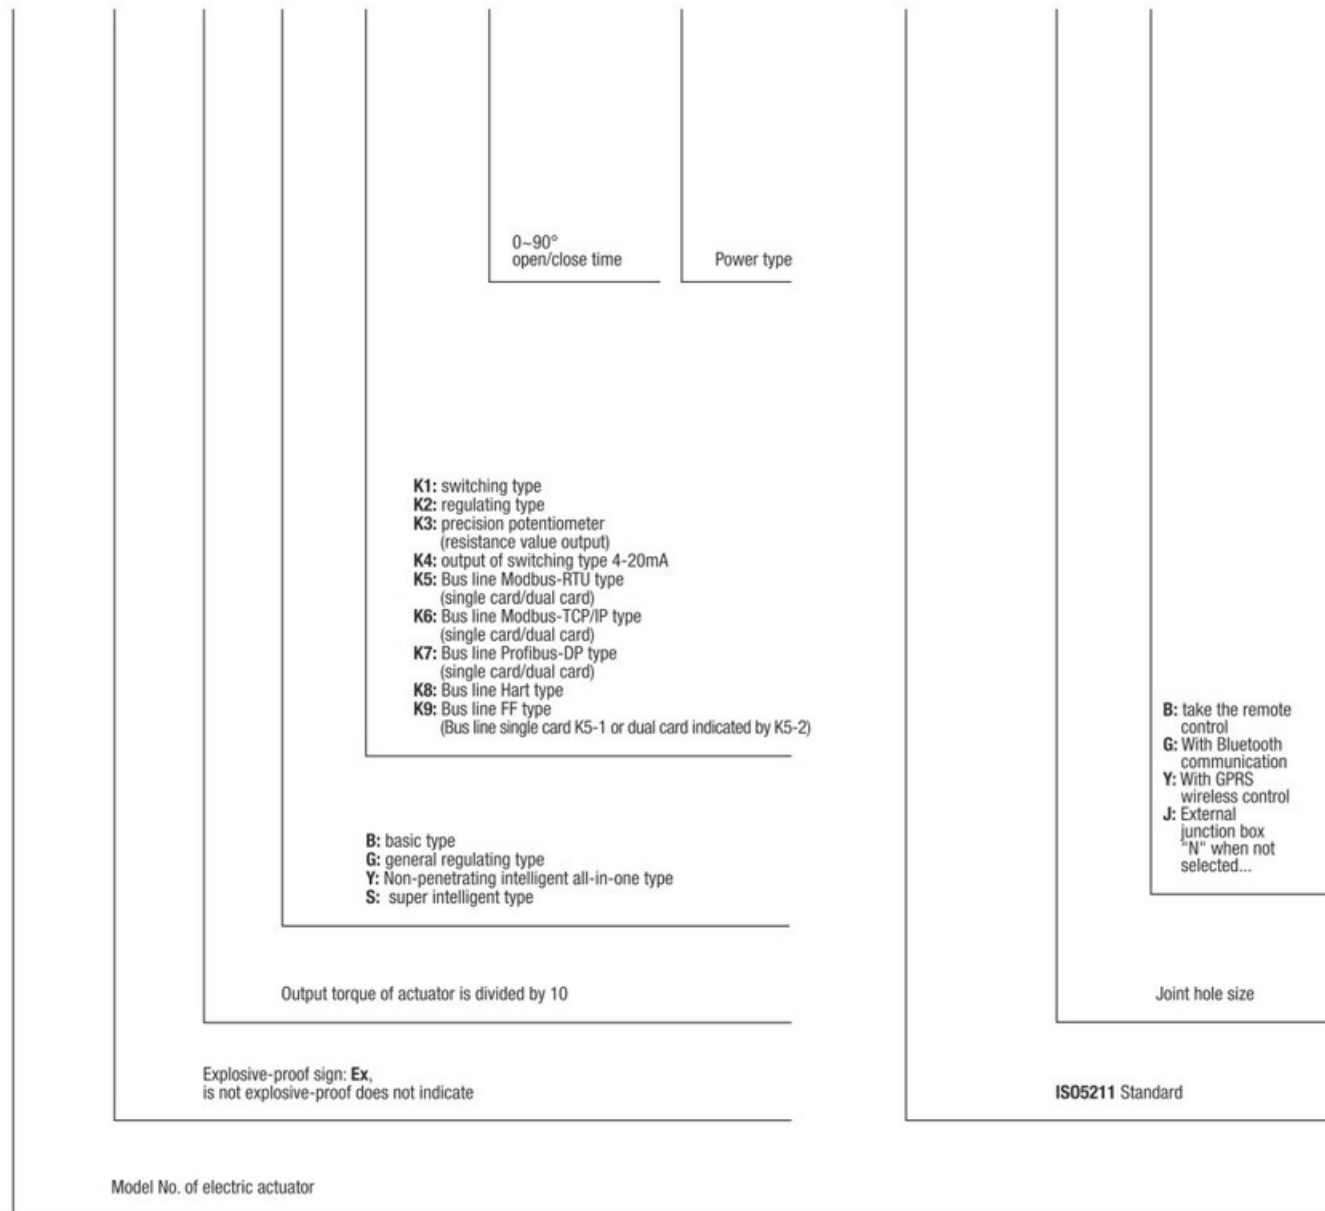 0~90°
open/close time
Power type
K1: switching type
K2: regulating type
K3: precision potentiometer
(resistance value output)
K4: output of switching type 4-20mA
K5: Bus line Modbus-RTU type
(single card/dual card)
K6: Bus line Modbus-TCP/IP type
(single card/dual card)
K7: Bus line Profibus-DP type
(single card/dual card)
K8: Bus line Hart type
K9: Bus line FF type
(Bus line single card K5-1 or dual card indicated by K5-2)
B: take the remote
control
G: With Bluetooth
communication
Y: With GPRS
wireless control
J: External
junction box
"N" when not
selected...
B: basic type
G: general regulating type
Y: Non-penetrating intelligent all-in-one type
S: super intelligent type
Output torque of actuator is divided by 10
Joint hole size
Explosive-proof sign: Ex,
is not explosive-proof does not indicate
ISO5211 Standard
Model No. of electric actuator